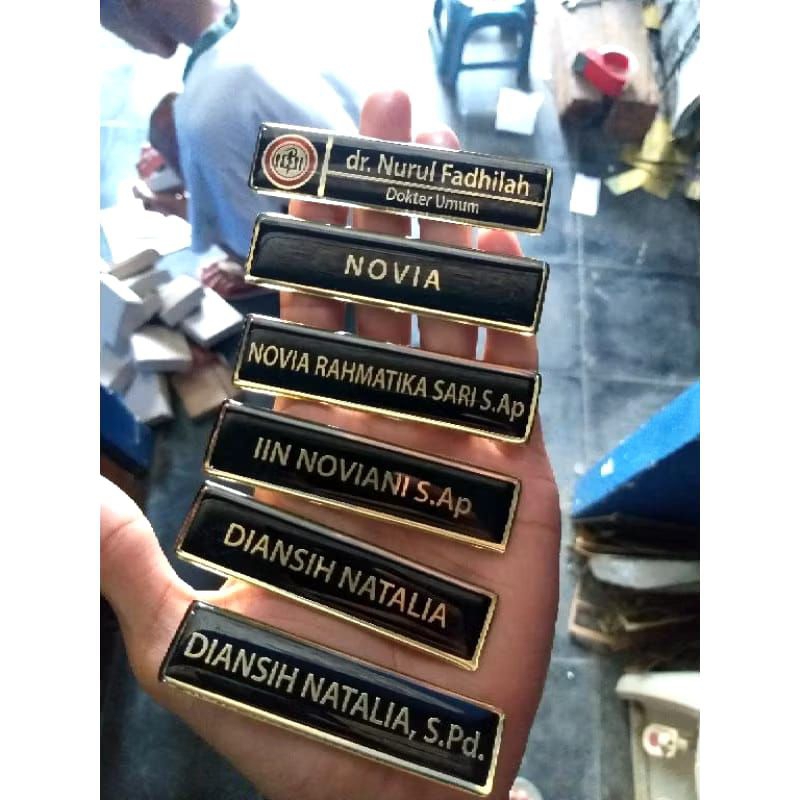 dr. Nurul Fadhilah
Dokter Umum
NOVIA
NOVIA RAHMATIKA SARI S.Ap
IIN NOVIANI S.Ap
DIANSIH NATALIA
DIANSIH NATALIA, S.Pd.